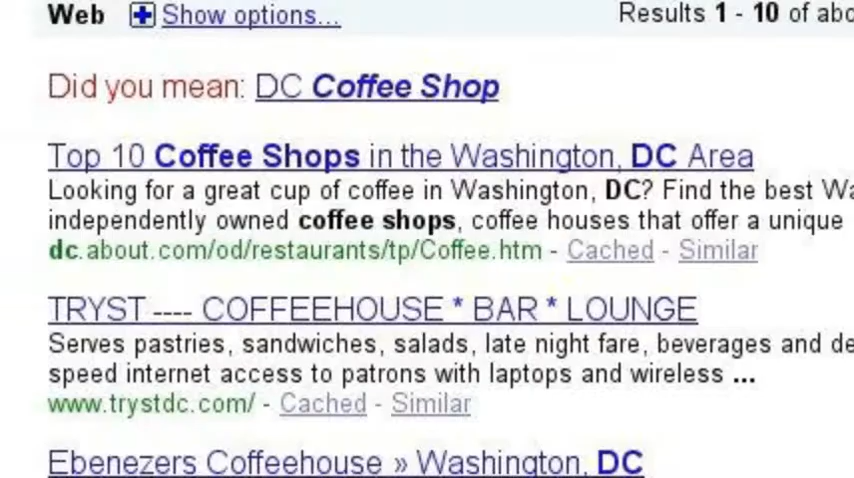 Web + Show options... Results 1 - 10 of abo
Did you mean: DC Coffee Shop
Top 10 Coffee Shops in the Washington, DC Area
Looking for a great cup of coffee in Washington, DC? Find the best Wa
independently owned coffee shops, coffee houses that offer a unique
dc.about.com/od/restaurants/tp/Coffee.htm - Cached - Similar
TRYST ---- COFFEEHOUSE * BAR * LOUNGE
Serves pastries, sandwiches, salads, late night fare, beverages and de
speed internet access to patrons with laptops and wireless ...
www.trystdc.com/ - Cached - Similar
Ebenezers Coffeehouse » Washington, DC